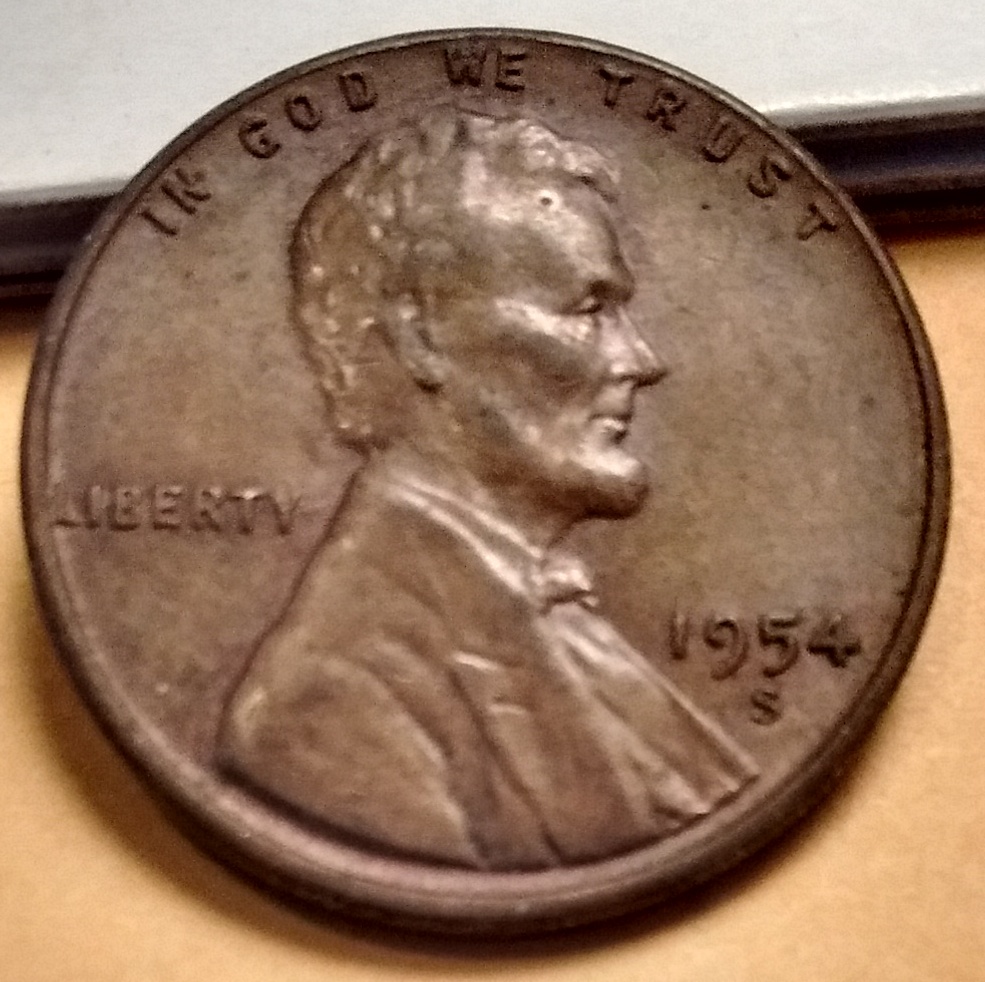 IN GOD WE TRUST
LIBERTY
1954
S